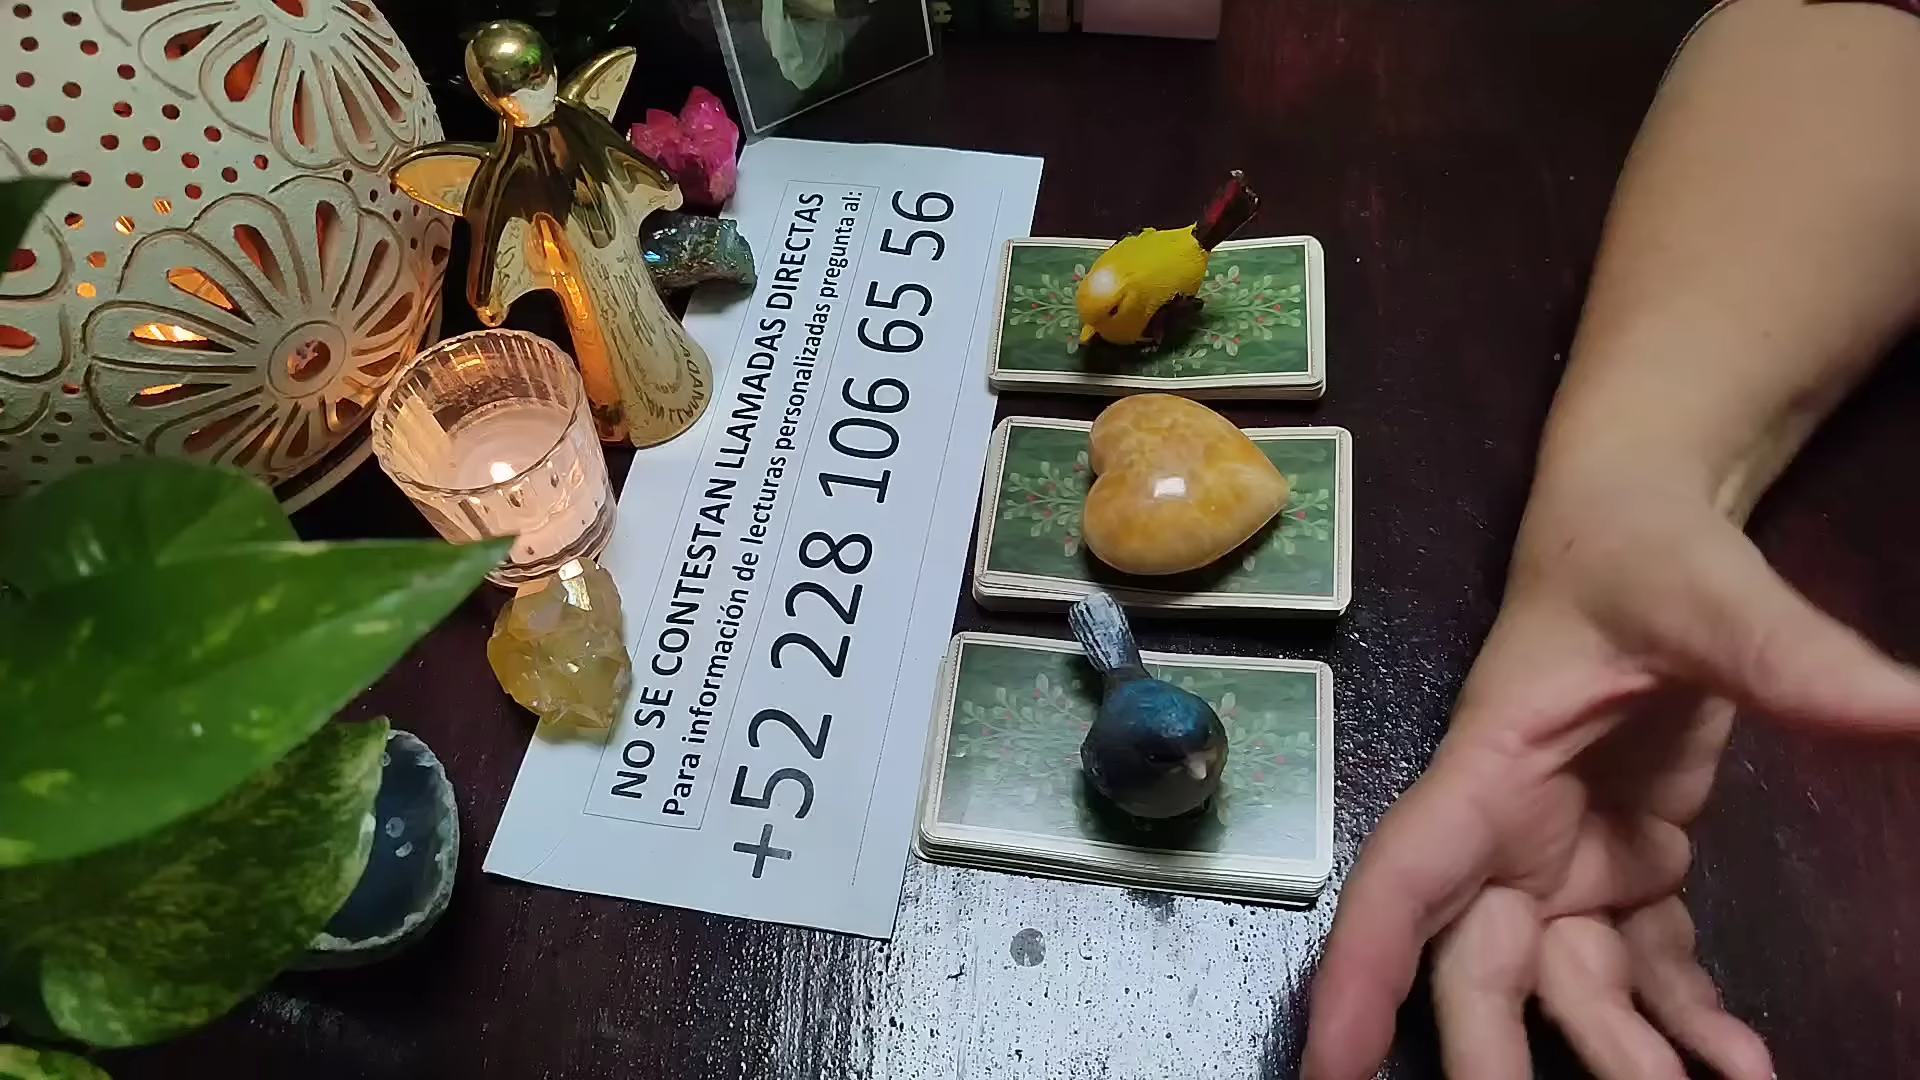 NO SE CONTESTAN LLAMADAS DIRECTAS
Para información de lecturas personalizadas pregunta al:
+52 228 106 65 56